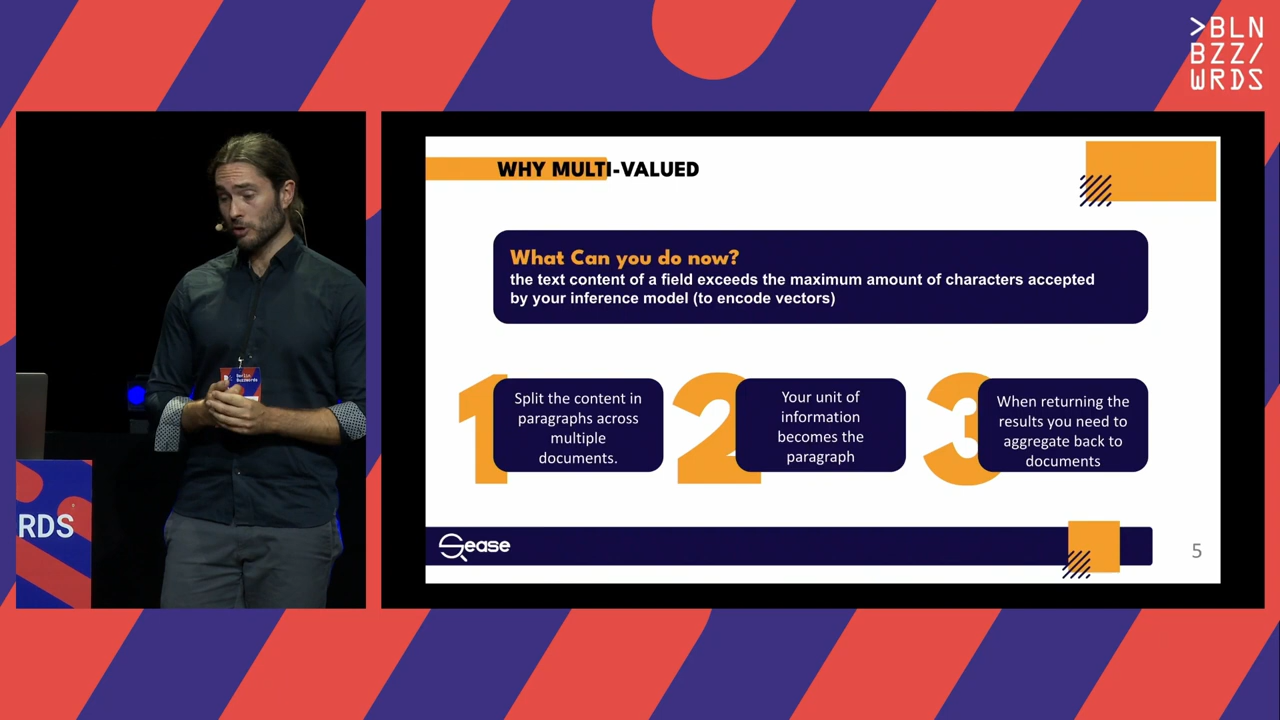 >BLN
BZZ/
WRDS
WHY MULTI-VALUED
What Can you do now?
the text content of a field exceeds the maximum amount of characters accepted
by your inference model (to encode vectors)
1
Split the content in
paragraphs across
multiple
documents.
2
Your unit of
information
becomes the
paragraph
3
When returning the
results you need to
aggregate back to
documents
Sease
5
Berlin
Buzzwords
RDS